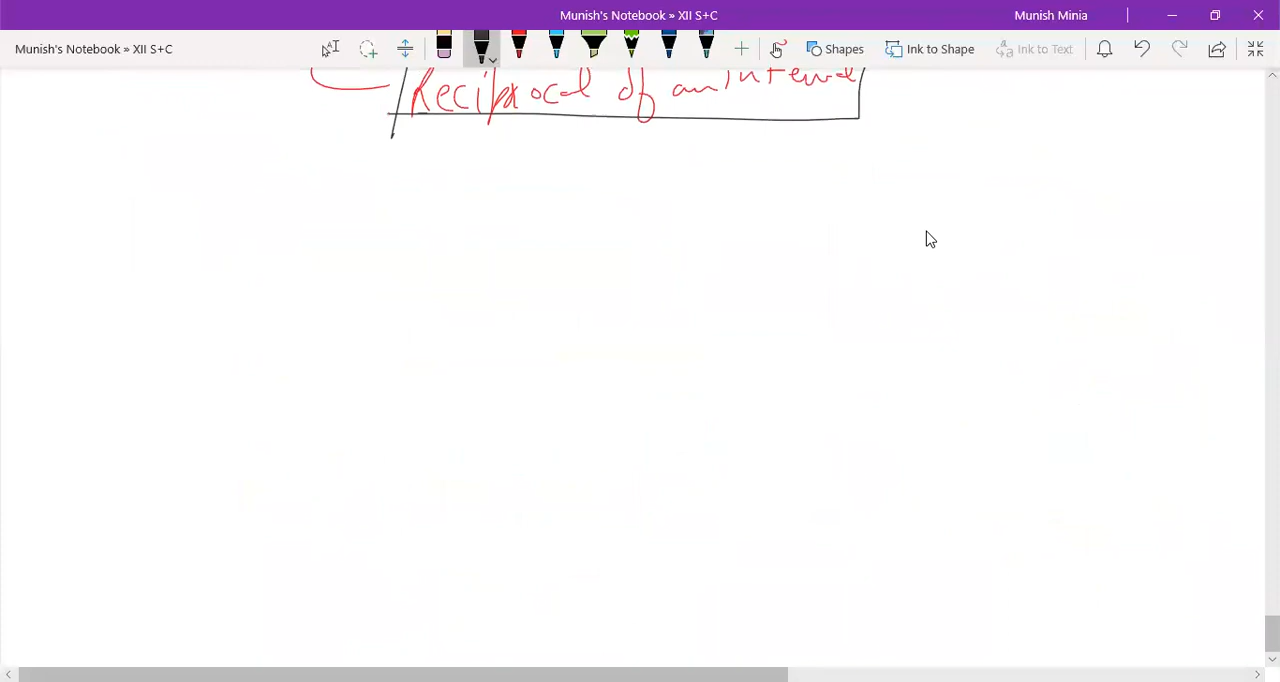 Munish's Notebook » XII S+C
Munish Minia
Munish's Notebook » XII S+C
Shapes
Ink to Shape
Ink to Text
Reciprocal of an interval